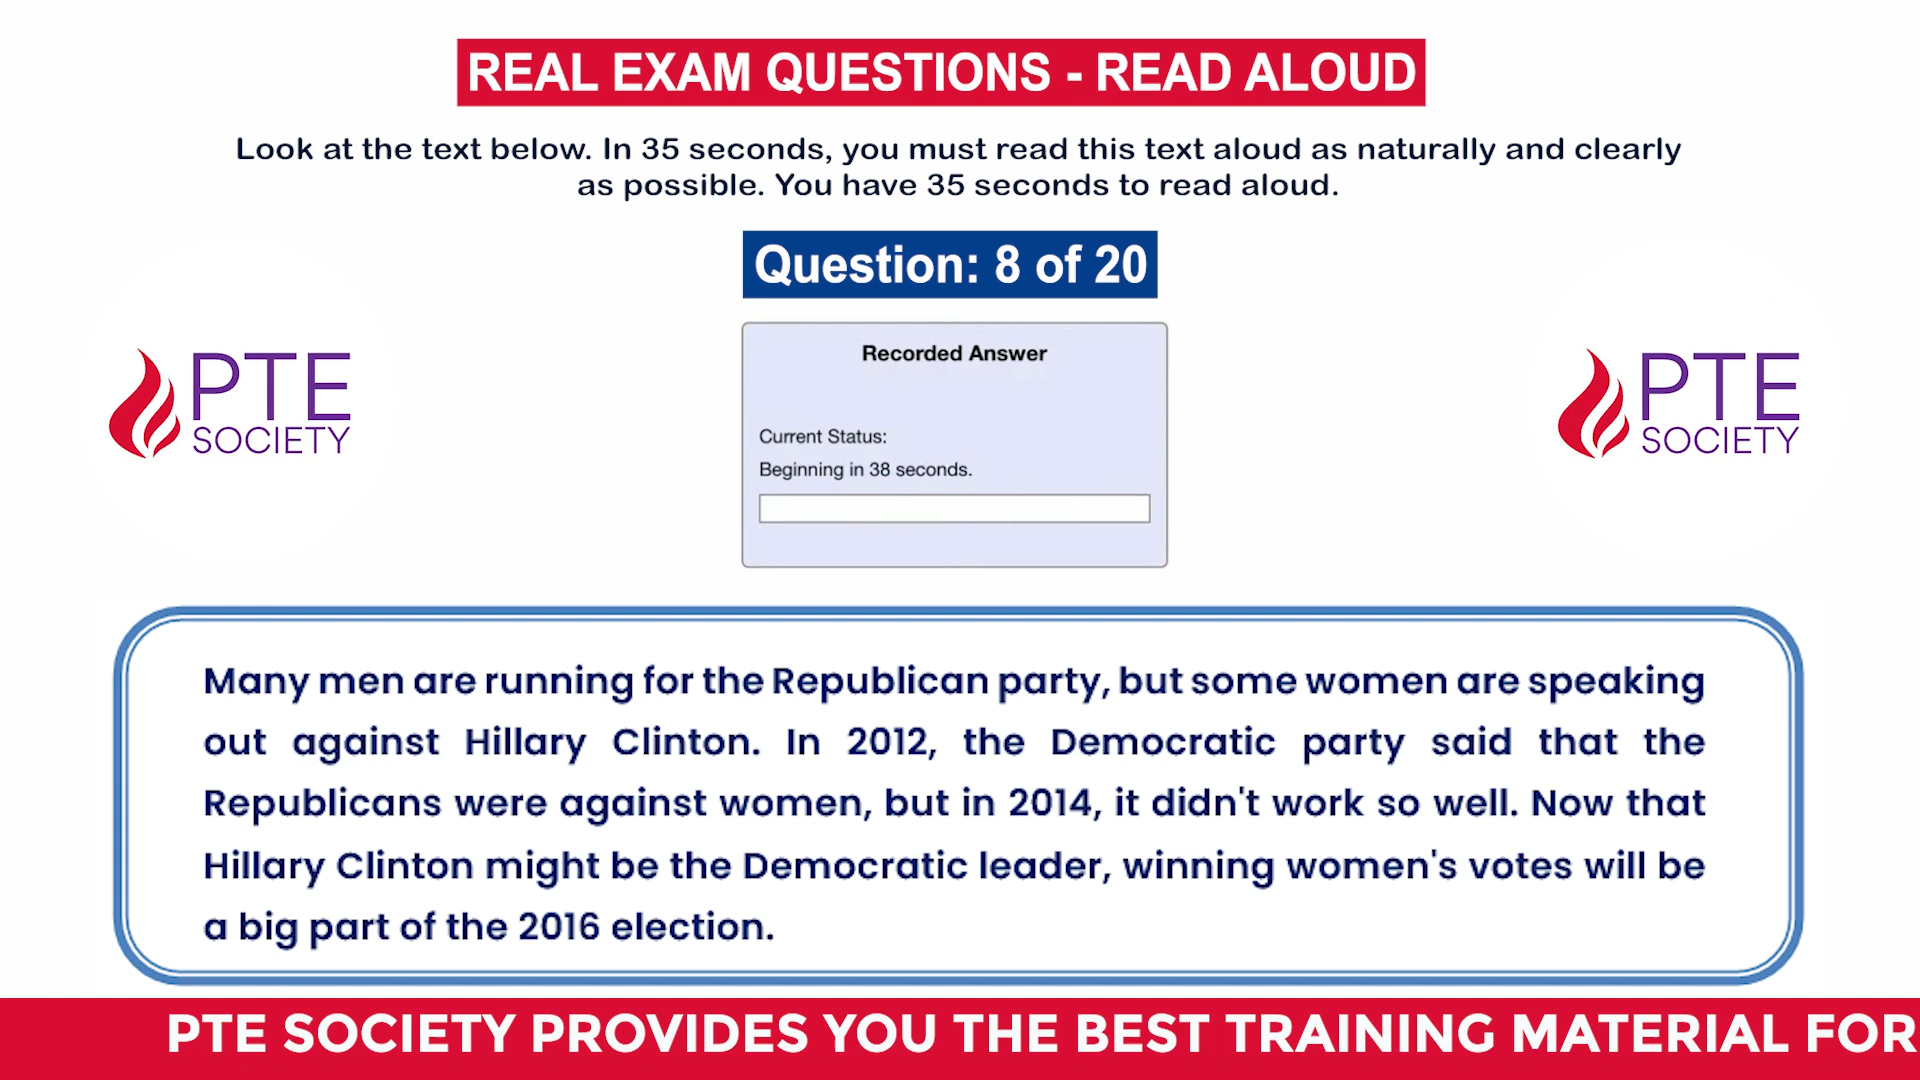 REAL EXAM QUESTIONS - READ ALOUD
Look at the text below. In 35 seconds, you must read this text aloud as naturally and clearly
as possible. You have 35 seconds to read aloud.
Question: 8 of 20
Recorded Answer
Current Status:
Beginning in 38 seconds.
PTE
SOCIETY
PTE
SOCIETY
Many men are running for the Republican party, but some women are speaking
out against Hillary Clinton. In 2012, the Democratic party said that the
Republicans were against women, but in 2014, it didn't work so well. Now that
Hillary Clinton might be the Democratic leader, winning women's votes will be
a big part of the 2016 election.
PTE SOCIETY PROVIDES YOU THE BEST TRAINING MATERIAL FOR